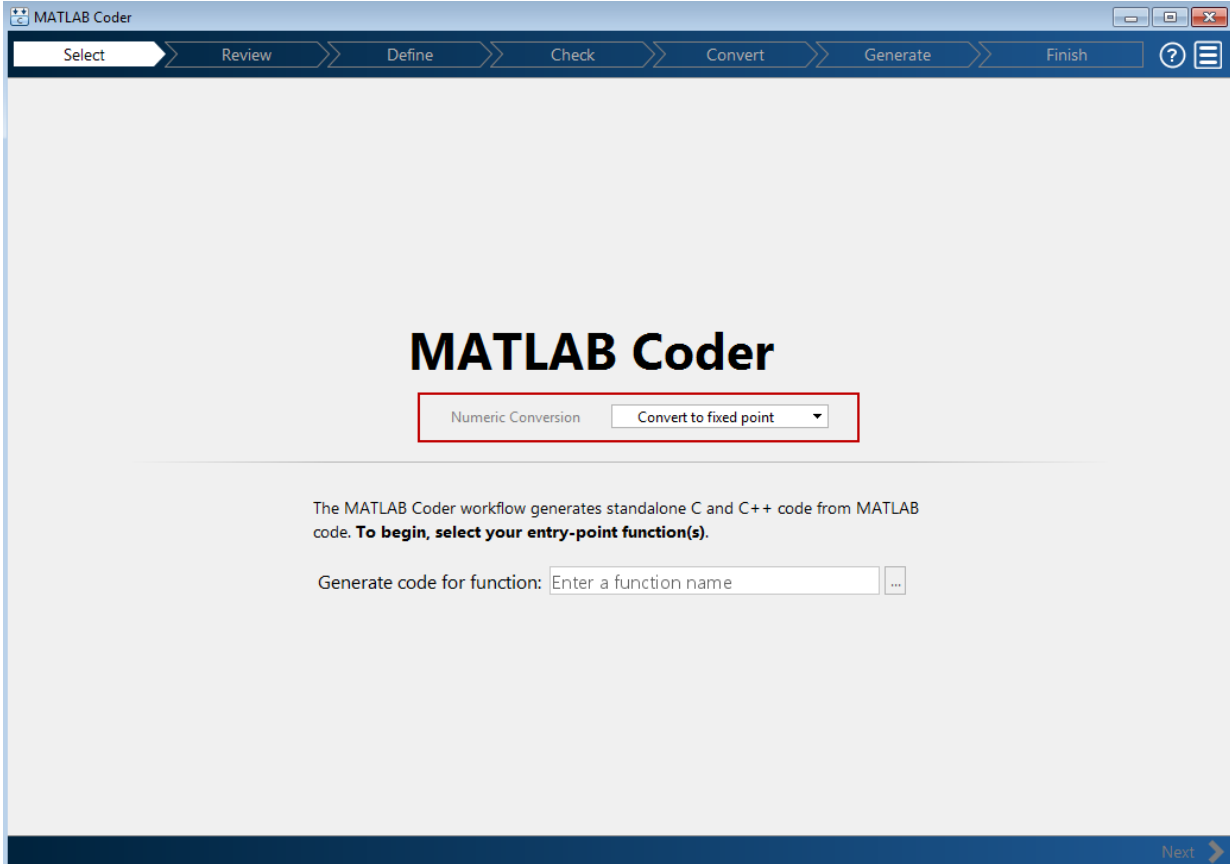 MATLAB Coder
Select Review Define Check Convert Generate Finish ?
MATLAB Coder
Numeric Conversion Convert to fixed point
The MATLAB Coder workflow generates standalone C and C++ code from MATLAB
code. To begin, select your entry-point function(s).
Generate code for function: Enter a function name ...
Next